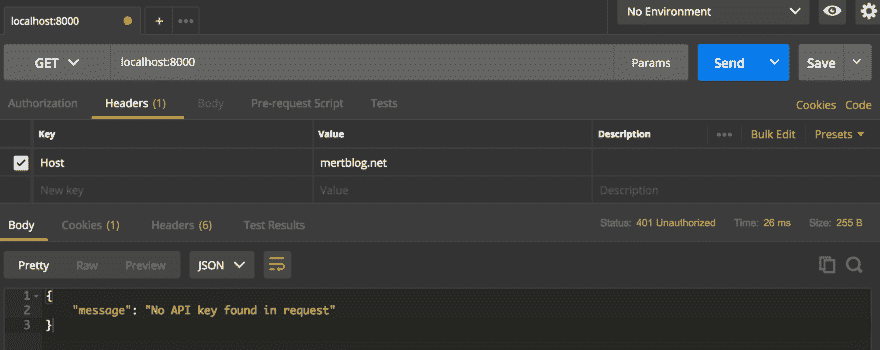 localhost:8000 + ••• No Environment
GET localhost:8000 Params Send Save
Authorization Headers (1) Body Pre-request Script Tests Cookies Code
Key Value Description ••• Bulk Edit Presets
Host mertblog.net
New key Value Description
Body Cookies (1) Headers (6) Test Results Status: 401 Unauthorized Time: 26 ms Size: 255 B
Pretty Raw Preview JSON
1 {
2 "message": "No API key found in request"
3 }